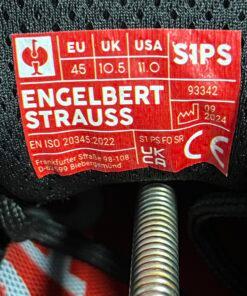 EU UK USA S1PS
45 10.5 11.0
ENGELBERT
STRAUSS
93342
09
2024
EN ISO 20345:2022 S1 PS FO SR CE
Frankfurter Straße 98-108 UK CA
D-63599 Biebergemünd